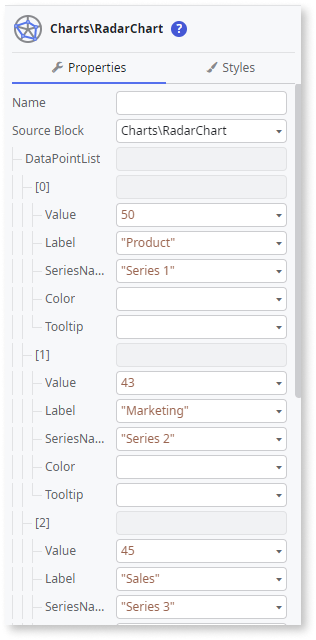 Charts\RadarChart ?
Properties Styles
Name
Source Block Charts\RadarChart
DataPointList
[0]
Value 50
Label "Product"
SeriesNa... "Series 1"
Color
Tooltip
[1]
Value 43
Label "Marketing"
SeriesNa... "Series 2"
Color
Tooltip
[2]
Value 45
Label "Sales"
SeriesNa... "Series 3"